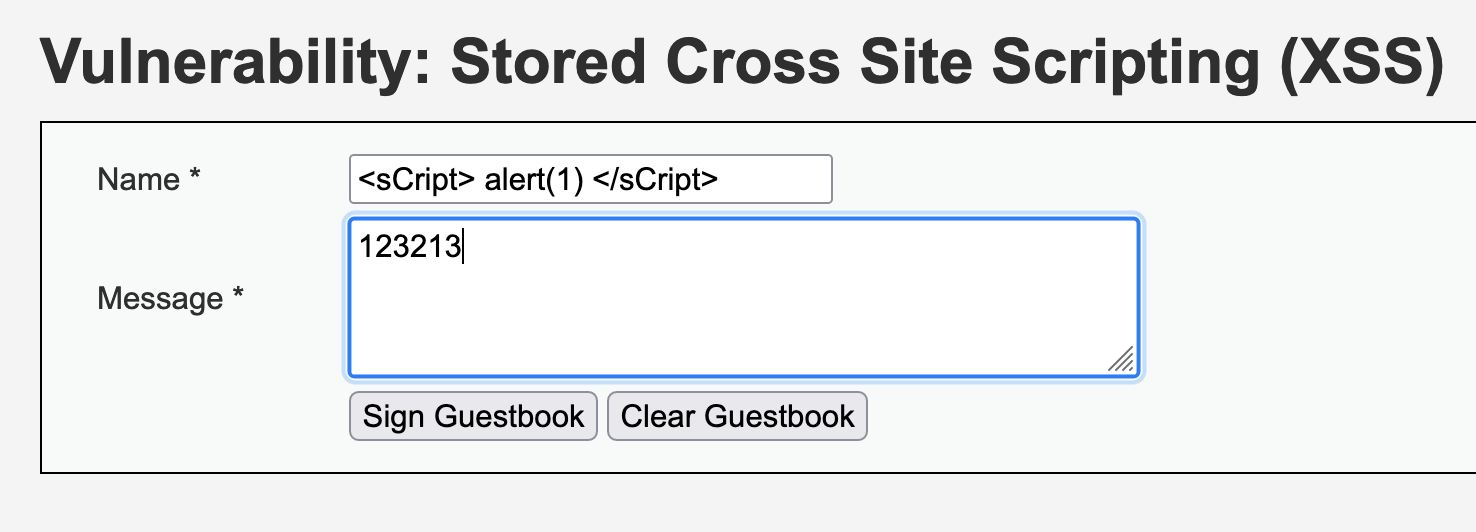 Vulnerability: Stored Cross Site Scripting (XSS)
Name * <sCript> alert(1) </sCript>
123213
Message *
Sign Guestbook Clear Guestbook